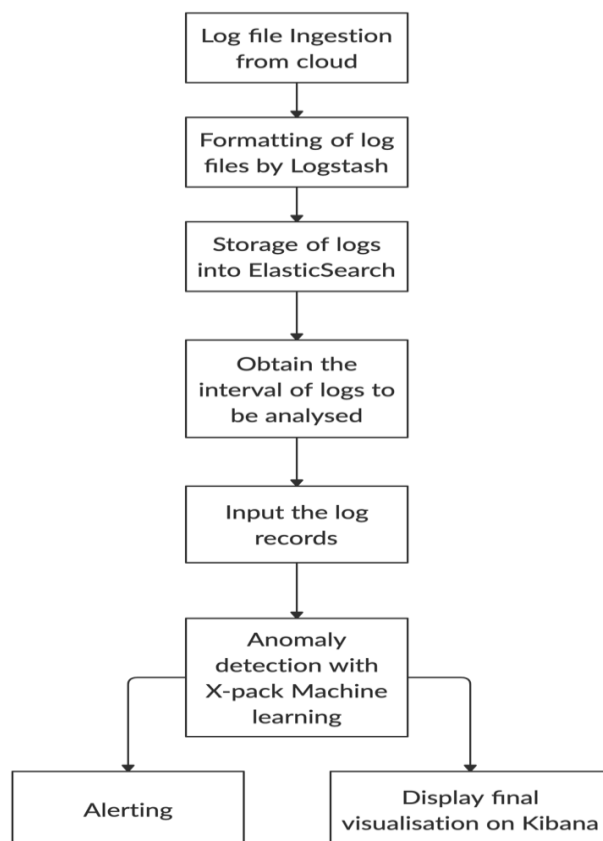 Log file Ingestion
from cloud
Formatting of log
files by Logstash
Storage of logs
into ElasticSearch
Obtain the
interval of logs to
be analysed
Input the log
records
Anomaly
detection with
X-pack Machine
learning
Alerting
Display final
visualisation on Kibana